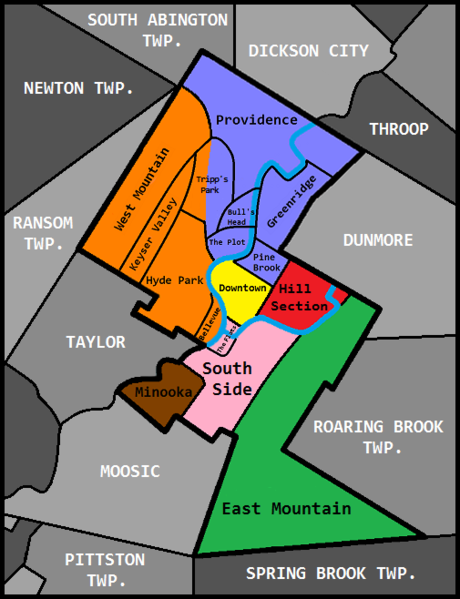 SOUTH ABINGTON
TWP.
DICKSON CITY
NEWTON TWP.
Providence
THROOP
West Mountain
Tripp's
Park
Keyser Valley
Greenridge
Bull's
Head
RANSOM
TWP.
The Plot
DUNMORE
Pine
Brook
Hyde Park
Downtown
Hill
Section
Bellevue
The Flats
TAYLOR
South
Side
Minooka
ROARING BROOK
TWP.
MOOSIC
East Mountain
PITTSTON
TWP.
SPRING BROOK TWP.